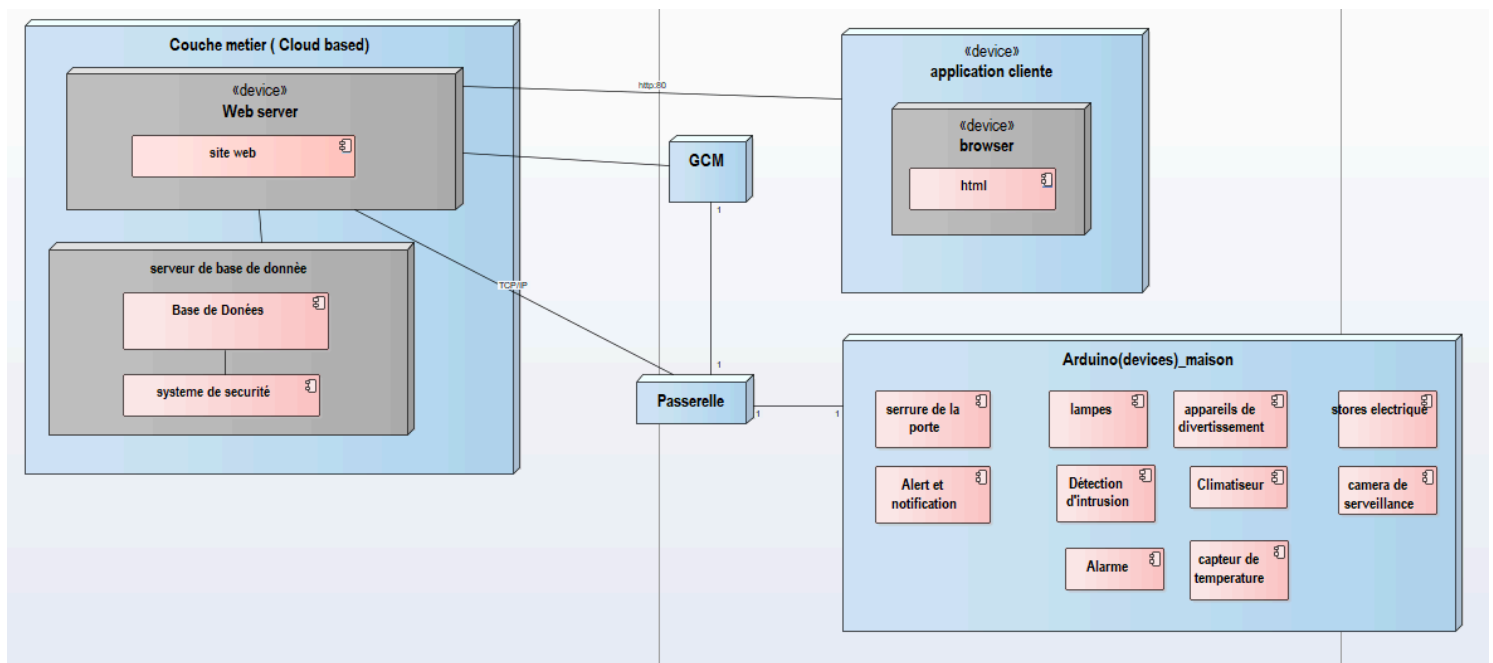 Couche metier ( Cloud based)
«device»
Web server
site web
serveur de base de donnée
Base de Donées
systeme de securité
http:80
TCP/IP
GCM
1
1
Passerelle
1
1
«device»
application cliente
«device»
browser
html
Arduino(devices)_maison
serrure de la
porte
lampes
appareils de
divertissement
stores electrique
Alert et
notification
Détection
d'intrusion
Climatiseur
camera de
serveillance
Alarme
capteur de
temperature